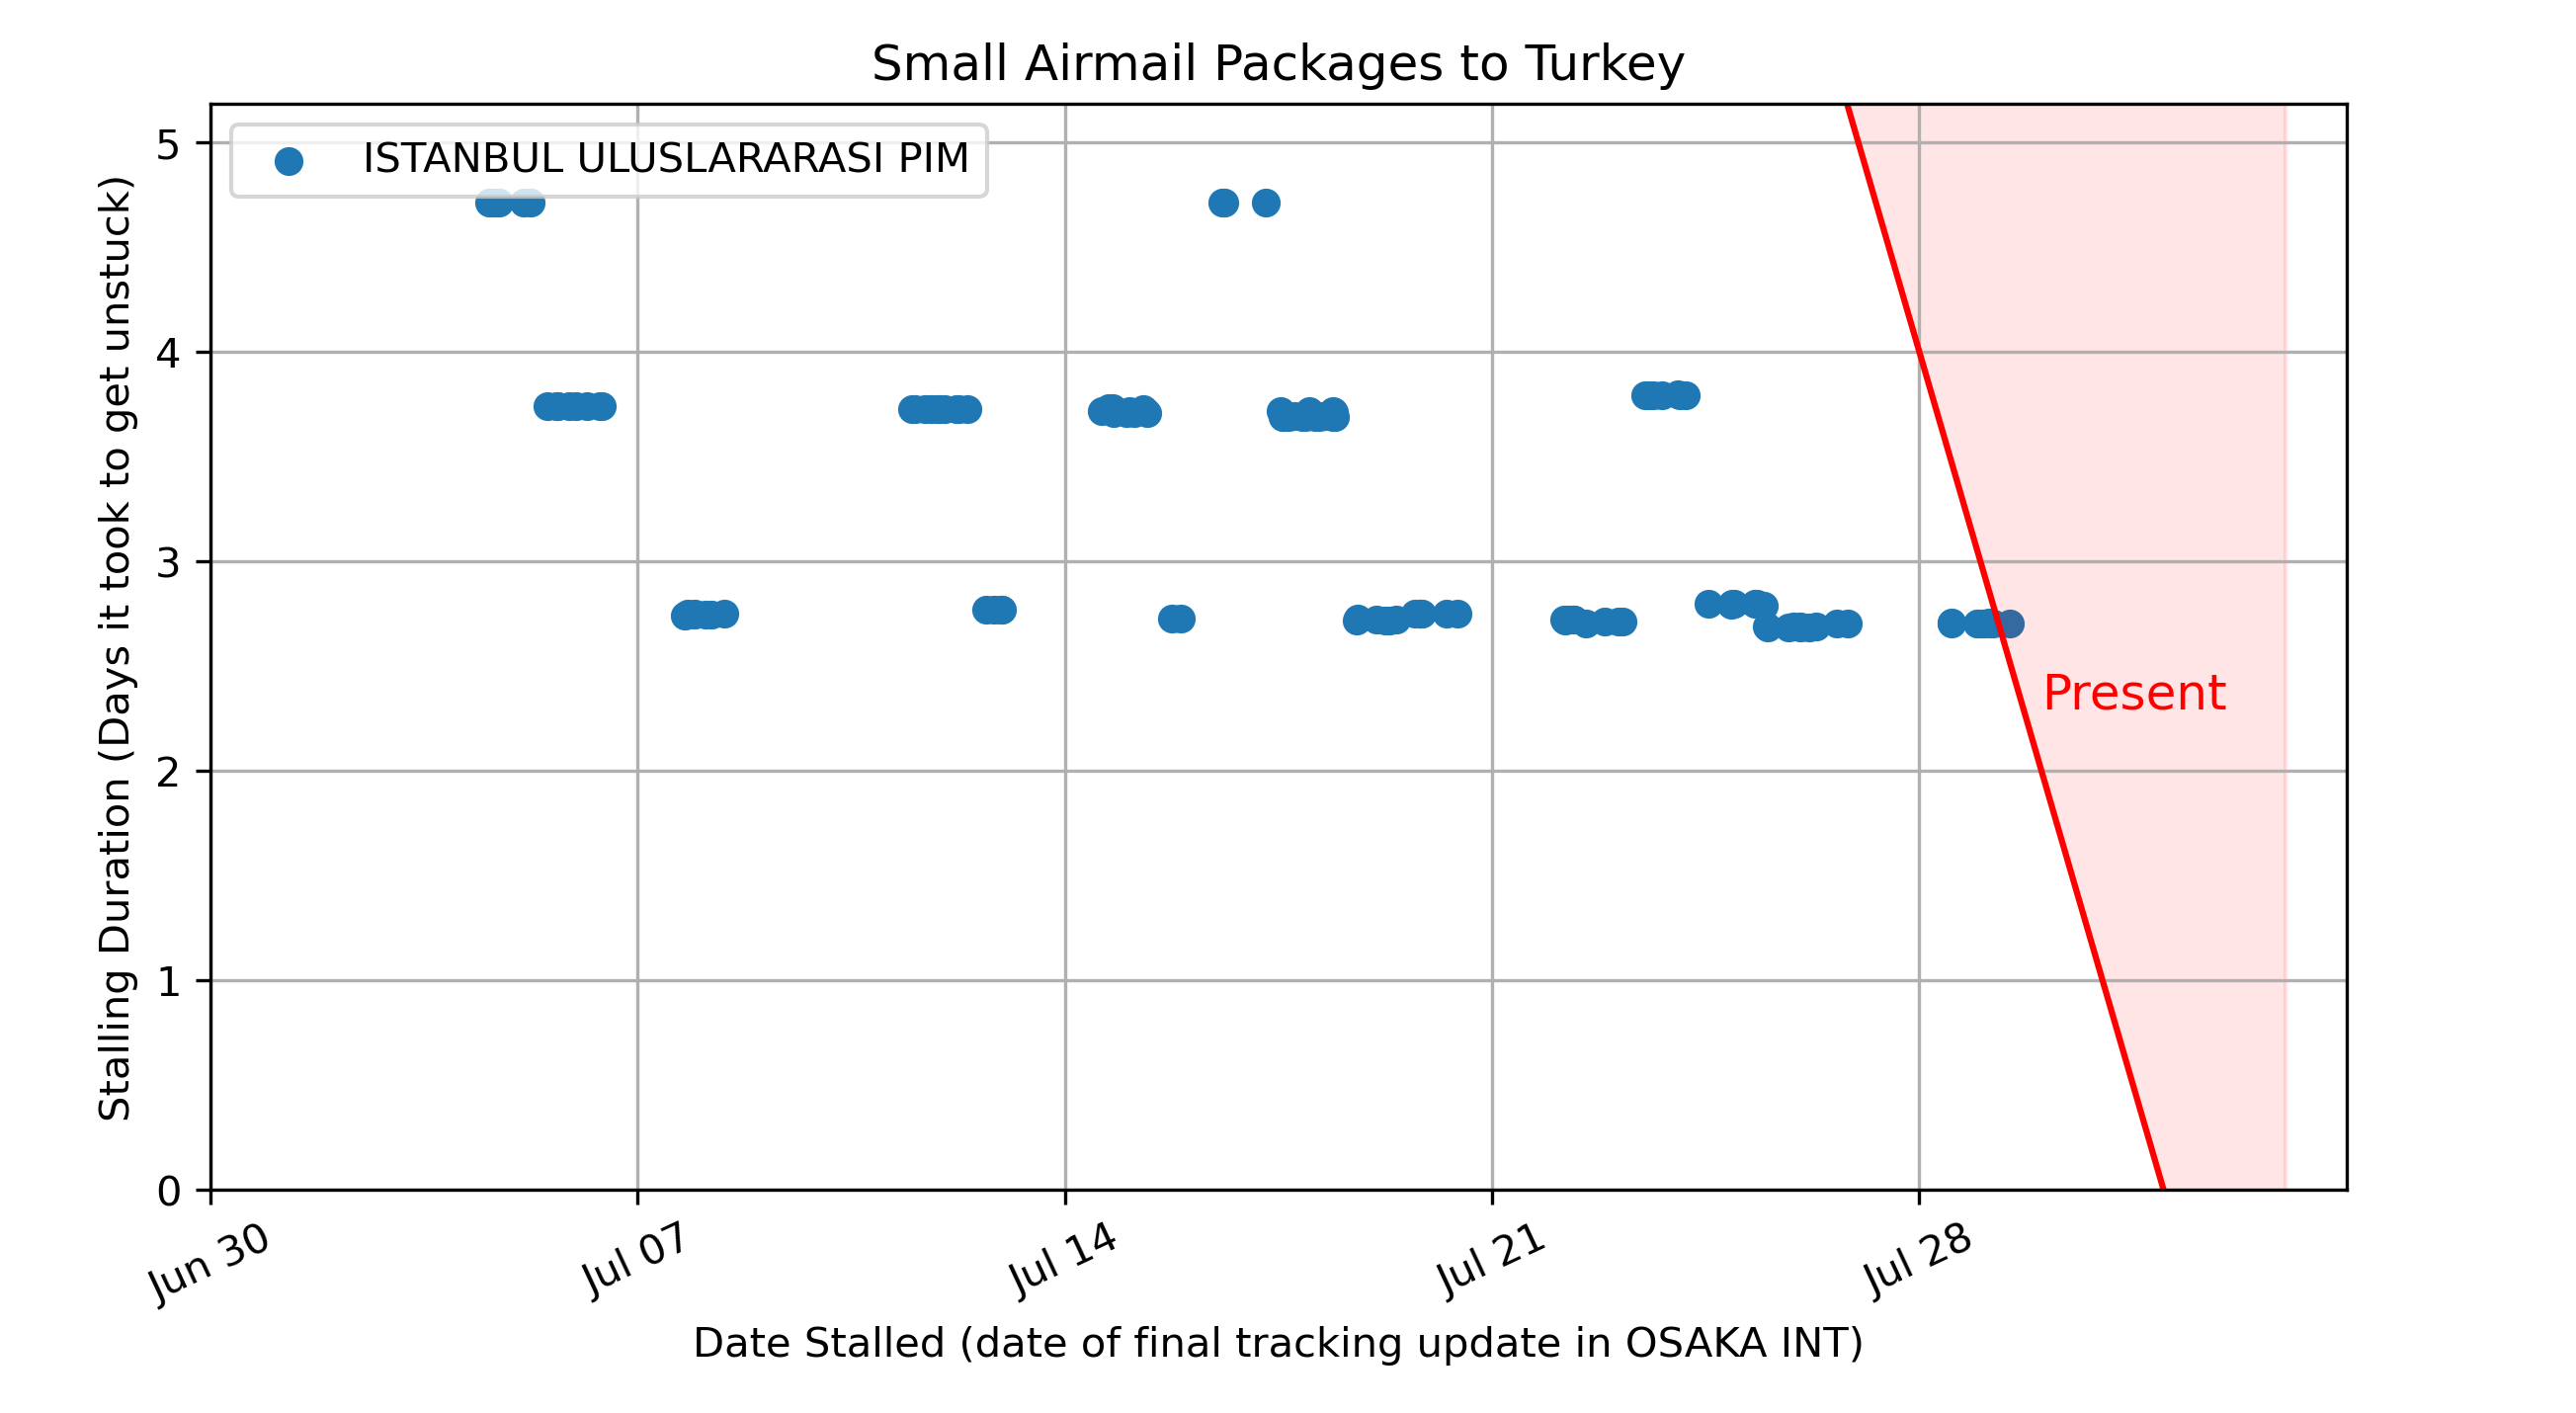 Small Airmail Packages to Turkey
ISTANBUL ULUSLARARASI PIM
Stalling Duration (Days it took to get unstuck)
5
4
3
2
1
0
Present
Jun 30
Jul 07
Jul 14
Jul 21
Jul 28
Date Stalled (date of final tracking update in OSAKA INT)